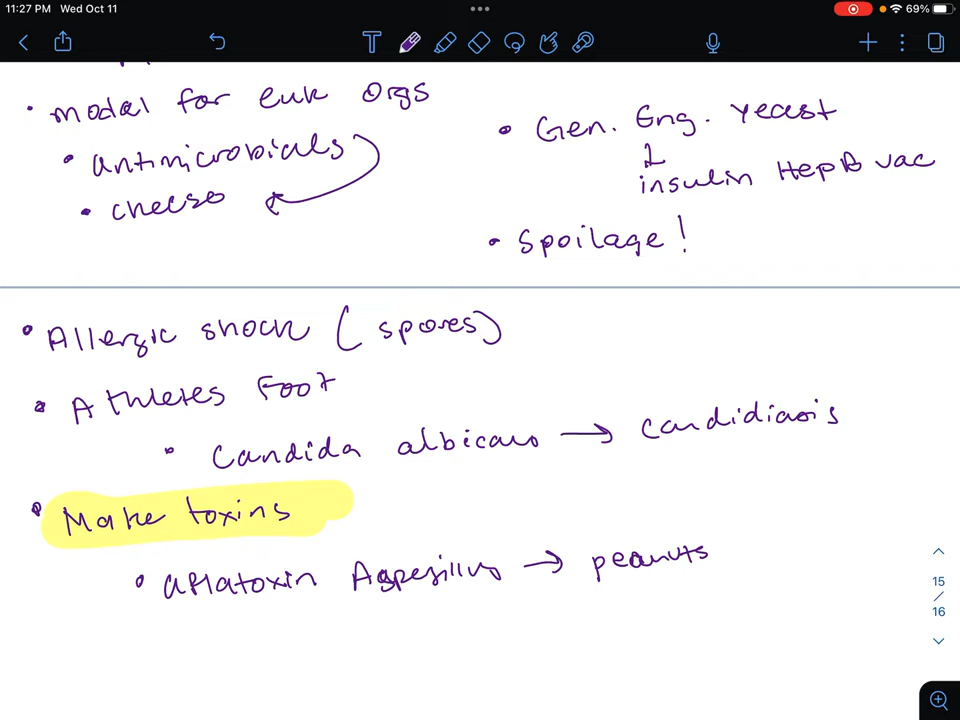 11:27 PM Wed Oct 11
69%
T
• modal for euk orgs
• antimicrobials
• cheese
• Gen. Eng. yeast
insulin HepB vac
• Spoilage!
• Allergic shock (spores)
• Athletes Foot
• Candida albicans → candidiasis
• Make toxins
• aflatoxin Aspergillus → peanuts
15
/
16